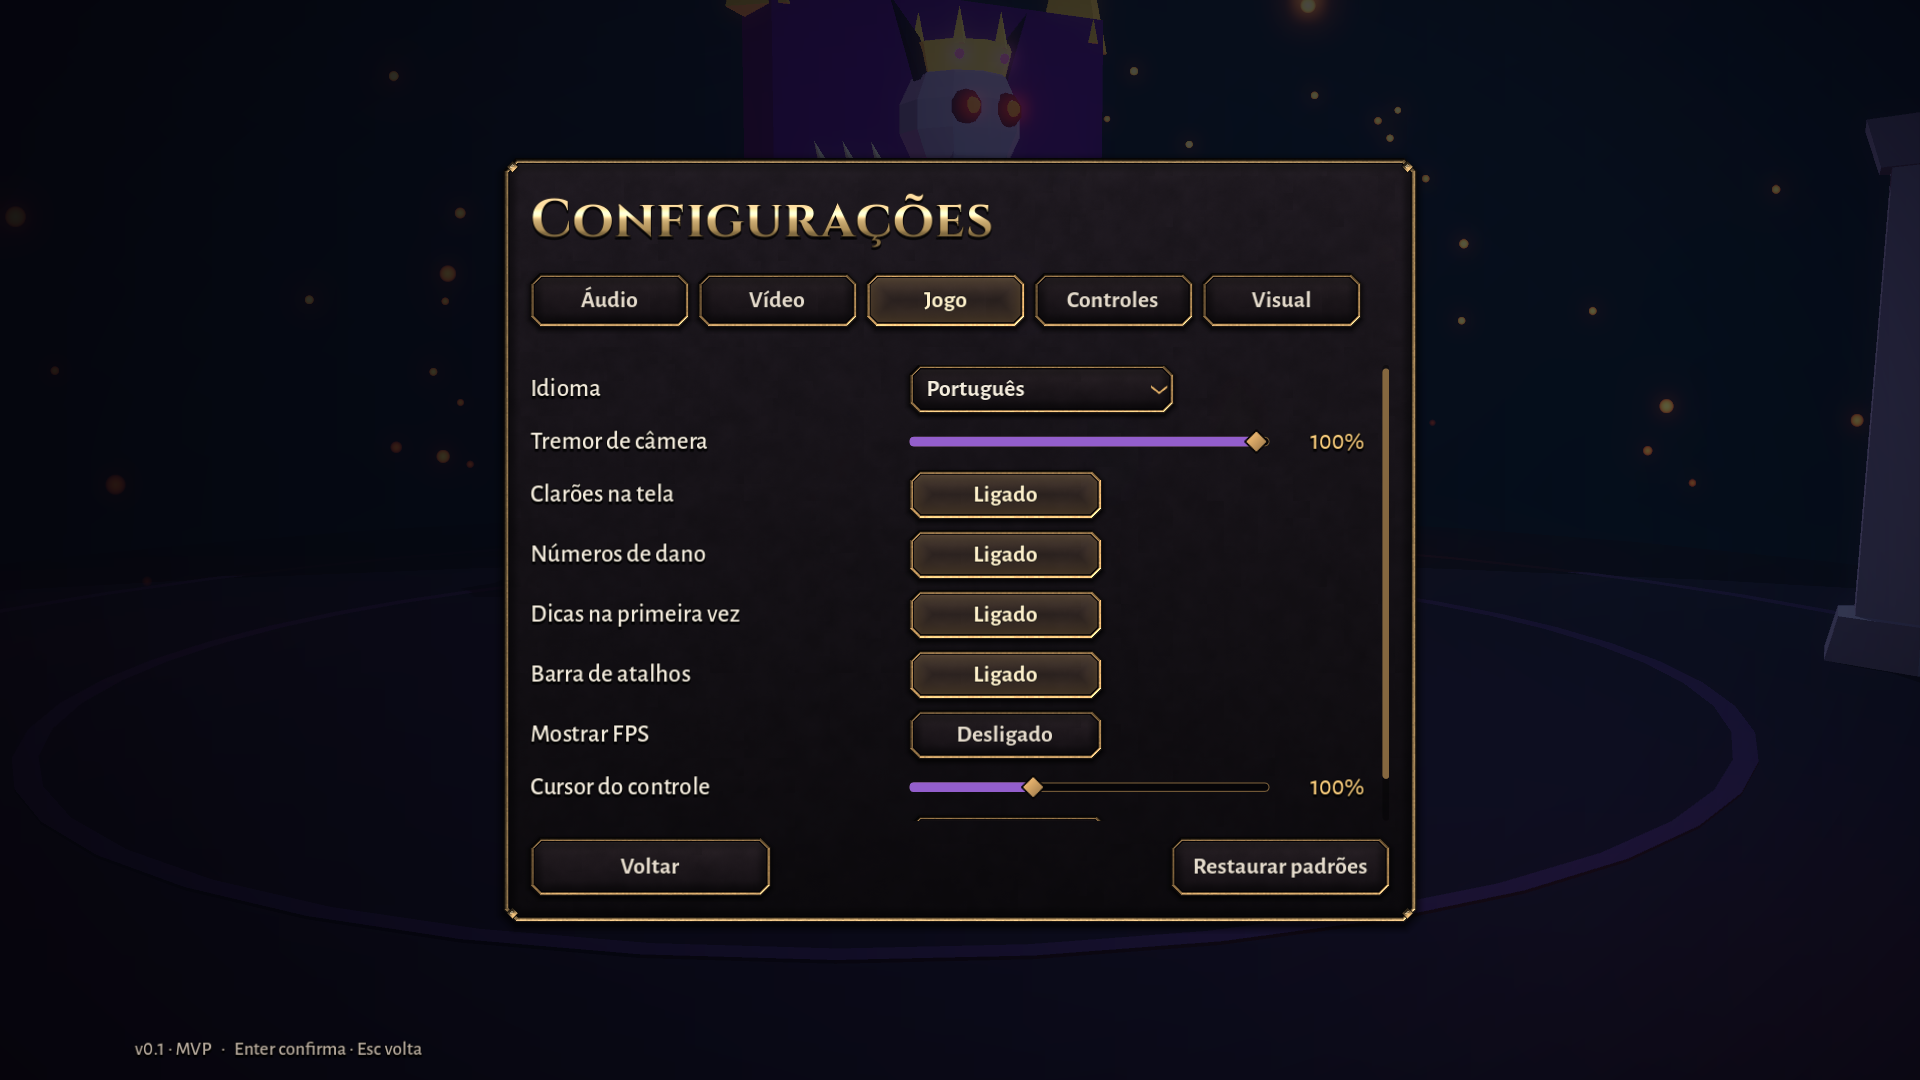 Configurações
Áudio
Vídeo
Jogo
Controles
Visual
Idioma
Português
Tremor de câmera
100%
Clarões na tela
Ligado
Números de dano
Ligado
Dicas na primeira vez
Ligado
Barra de atalhos
Ligado
Mostrar FPS
Desligado
Cursor do controle
100%
Voltar
Restaurar padrões
v0.1 · MVP · Enter confirma · Esc volta